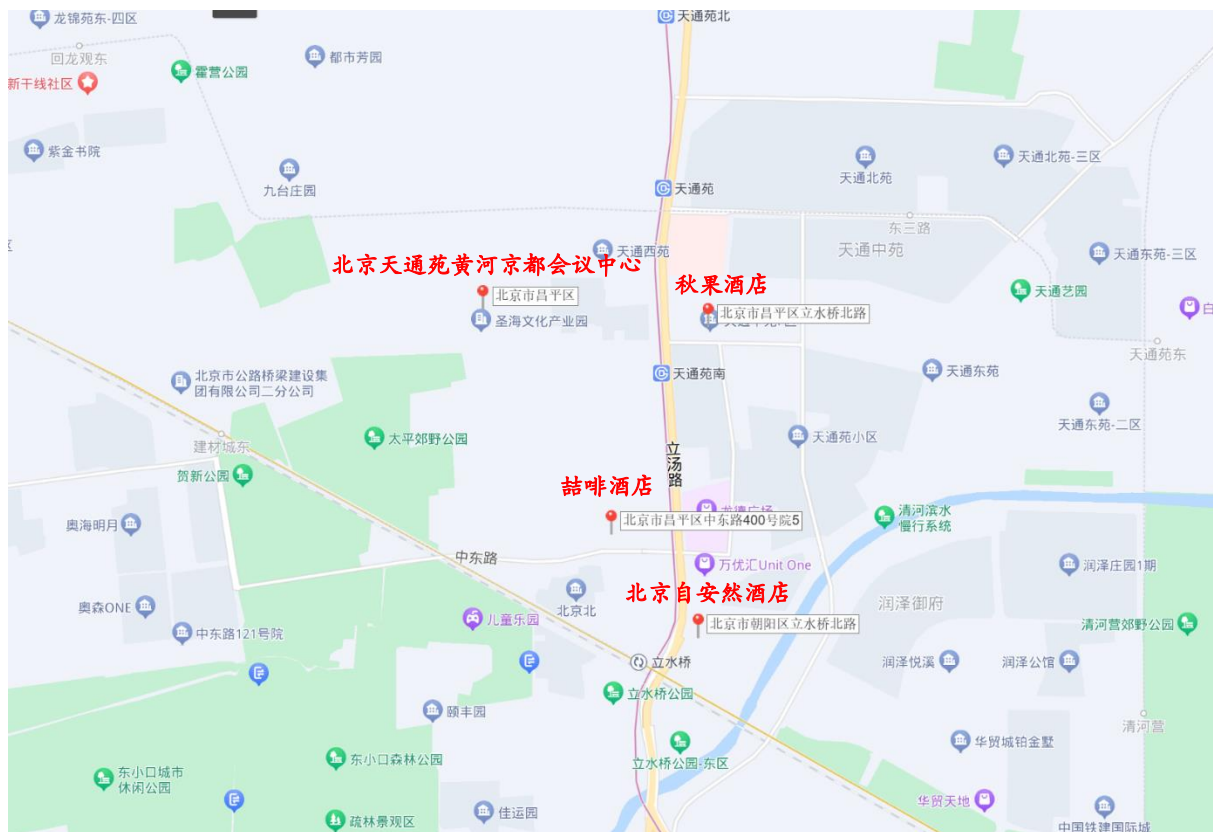 龙锦苑东-四区
天通苑北
回龙观东
都市芳园
霍营公园
新干线社区
紫金书院
天通北苑
天通北苑-三区
九台庄园
天通苑
东三路
天通西苑
天通中苑
天通东苑-三区
北京天通苑黄河京都会议中心
秋果酒店
天通艺园
北京市昌平区
北京市昌平区立水桥北路
白
圣海文化产业园
天通苑东
北京市公路桥梁建设集
团有限公司二分公司
天通苑南
天通东苑
天通东苑-二区
太平郊野公园
天通苑小区
建材城东
立汤路
贺新公园
喆啡酒店
龙德广场
奥海明月
北京市昌平区中东路400号院5
清河滨水
慢行系统
中东路
万优汇Unit One
润泽庄园1期
北京自安然酒店
奥森ONE
北京北
润泽御府
儿童乐园
北京市朝阳区立水桥北路
清河营郊野公园
中东路121号院
立水桥
润泽悦溪
润泽公馆
立水桥公园
颐丰园
清河营
东小口森林公园
立水桥公园-东区
华贸城铂金墅
东小口城市
休闲公园
华贸天地
佳运园
疏林景观区
中国铁建国际城